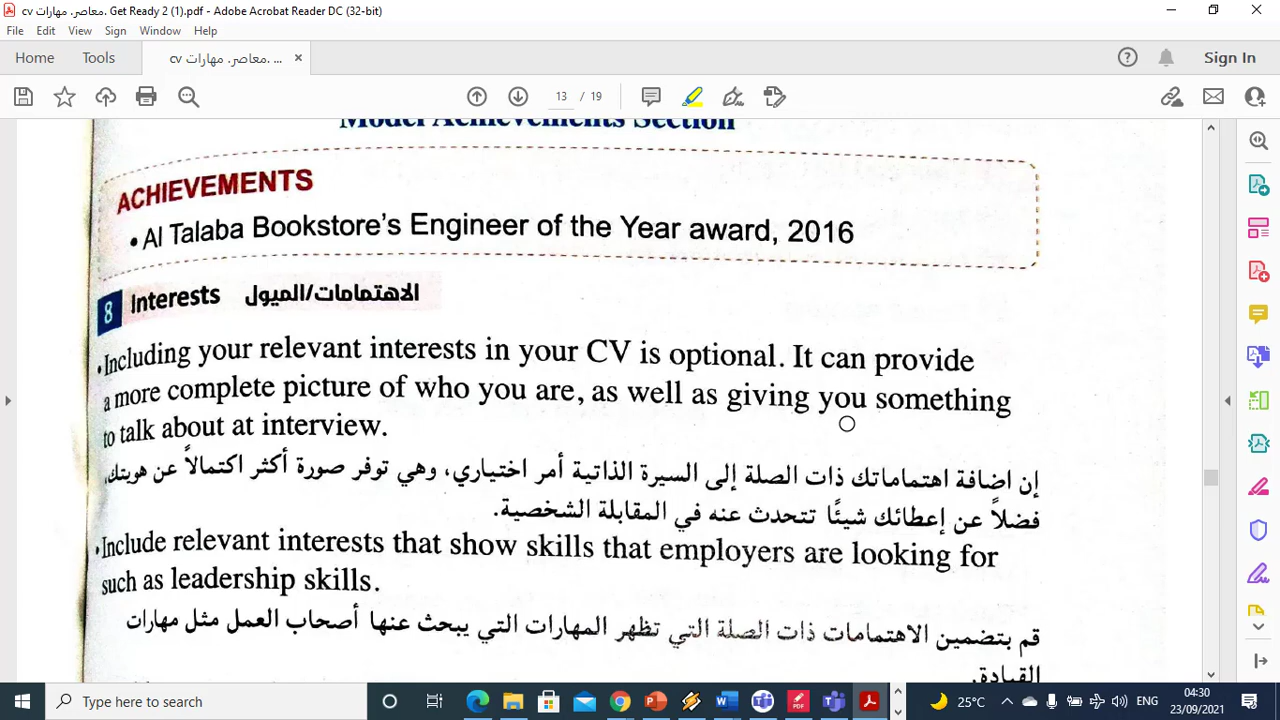 cv معاصر. مهارات. Get Ready 2 (1).pdf - Adobe Acrobat Reader DC (32-bit)
File Edit View Sign Window Help
Home Tools cv معاصر. مهارات. ... × Sign In
13 / 19
Model Achievements Section
ACHIEVEMENTS
• Al Talaba Bookstore's Engineer of the Year award, 2016
8 Interests الاهتمامات/الميول
• Including your relevant interests in your CV is optional. It can provide
a more complete picture of who you are, as well as giving you something
to talk about at interview.
إن اضافة اهتماماتك ذات الصلة إلى السيرة الذاتية أمر اختياري، وهي توفر صورة أكثر اكتمالاً عن هويتك،
فضلاً عن إعطائك شيئًا تتحدث عنه في المقابلة الشخصية.
• Include relevant interests that show skills that employers are looking for
such as leadership skills.
قم بتضمين الاهتمامات ذات الصلة التي تظهر المهارات التي يبحث عنها أصحاب العمل مثل مهارات
القيادة.
Type here to search 25°C ENG 04:30
23/09/2021